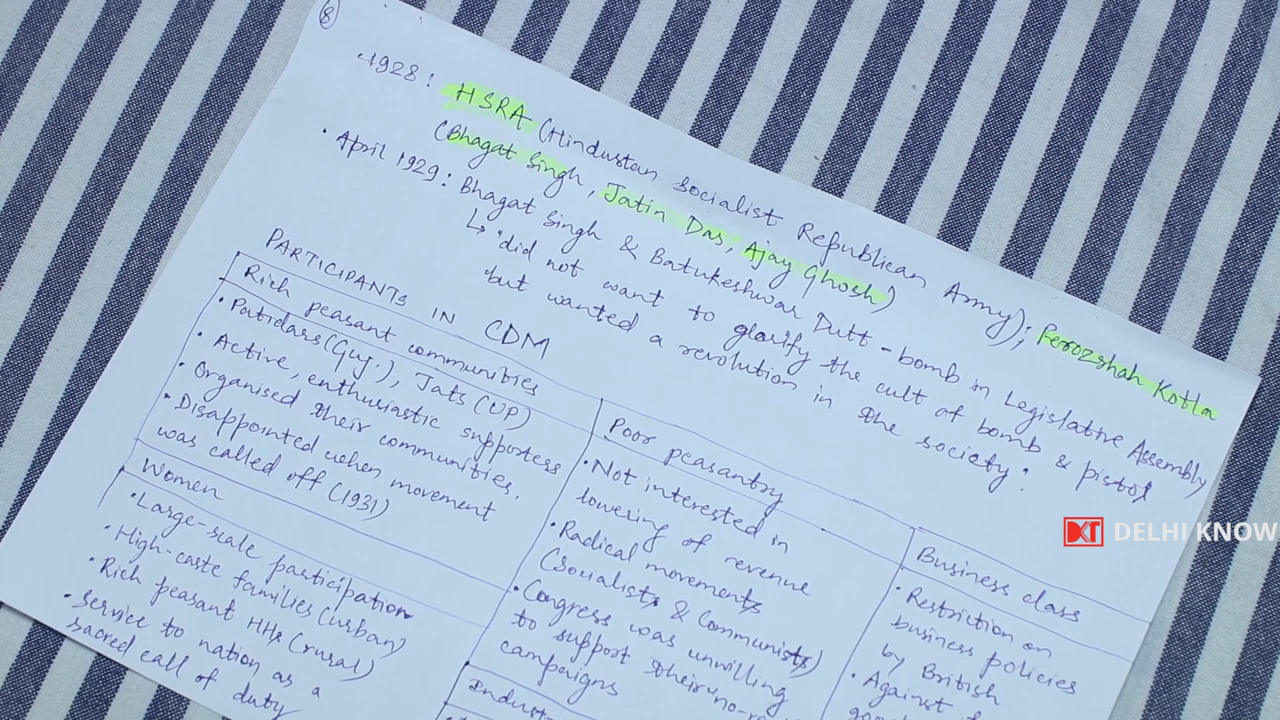 8
• 1928: HSRA (Hindustan Socialist Republican Army); Ferozshah Kotla
(Bhagat Singh, Jatin Das, Ajay Ghosh)
• April 1929: Bhagat Singh & Batukeshwar Dutt - bomb in Legislative Assembly
↳ "did not want to glorify the cult of bomb & pistol
but wanted a revolution in the society."
PARTICIPANTS IN CDM
Rich peasant communities
• Patidars (Guj.), Jats (UP)
• Active, enthusiastic supporters
• Organised their communities.
• Disappointed when movement
was called off (1931)
Women
• Large-scale participation
• High-caste families (urban)
• Rich peasant HHs (rural)
• Service to nation as a
sacred call of duty
Poor peasantry
• Not interested in
lowering of revenue
• Radical movements
(Socialists & Communists)
• Congress was unwilling
to support their
campaigns
Business class
• Restriction on
business policies
by British
• Against
DELHI KNOW